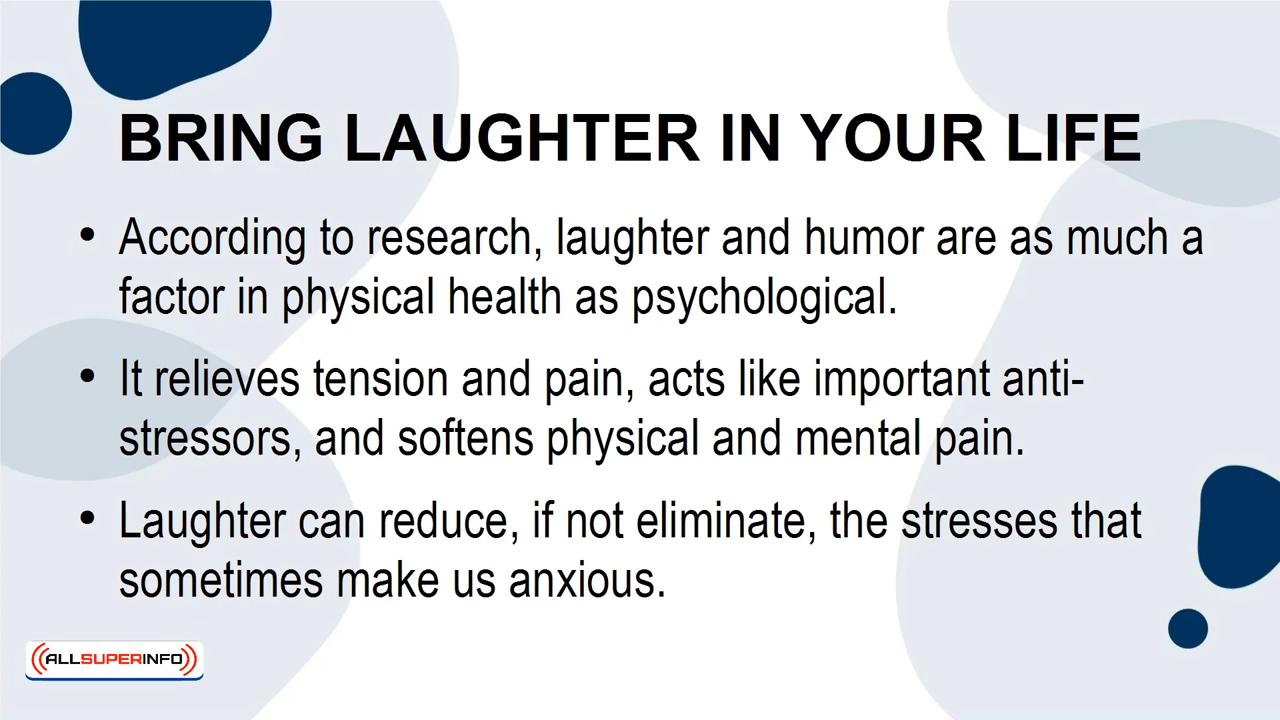 BRING LAUGHTER IN YOUR LIFE
• According to research, laughter and humor are as much a
factor in physical health as psychological.
• It relieves tension and pain, acts like important anti-
stressors, and softens physical and mental pain.
• Laughter can reduce, if not eliminate, the stresses that
sometimes make us anxious.
ALLSUPERINFO